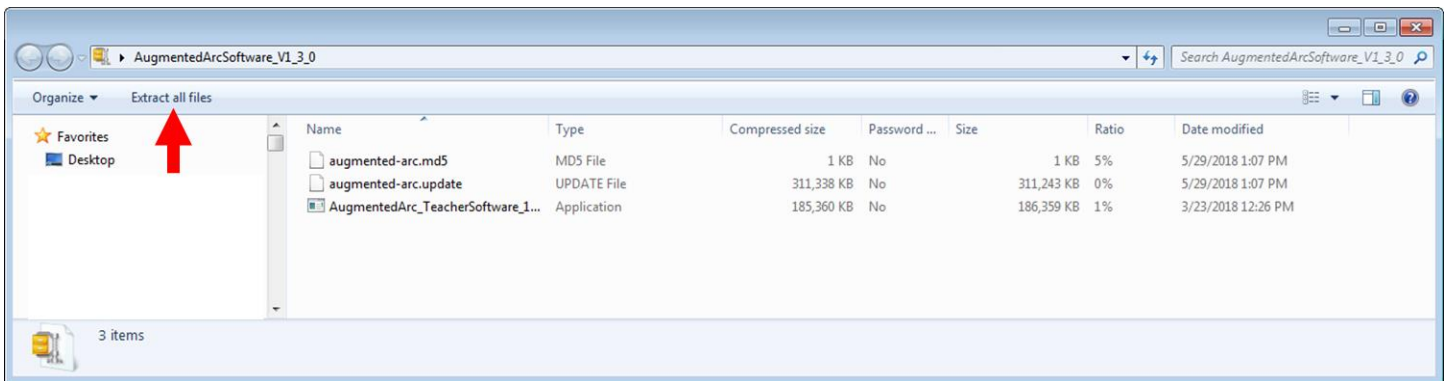 AugmentedArcSoftware_V1_3_0 Search AugmentedArcSoftware_V1_3_0
Organize Extract all files
Favorites
Desktop
Name Type Compressed size Password ... Size Ratio Date modified
augmented-arc.md5 MD5 File 1 KB No 1 KB 5% 5/29/2018 1:07 PM
augmented-arc.update UPDATE File 311,338 KB No 311,243 KB 0% 5/29/2018 1:07 PM
AugmentedArc_TeacherSoftware_1... Application 185,360 KB No 186,359 KB 1% 3/23/2018 12:26 PM
3 items